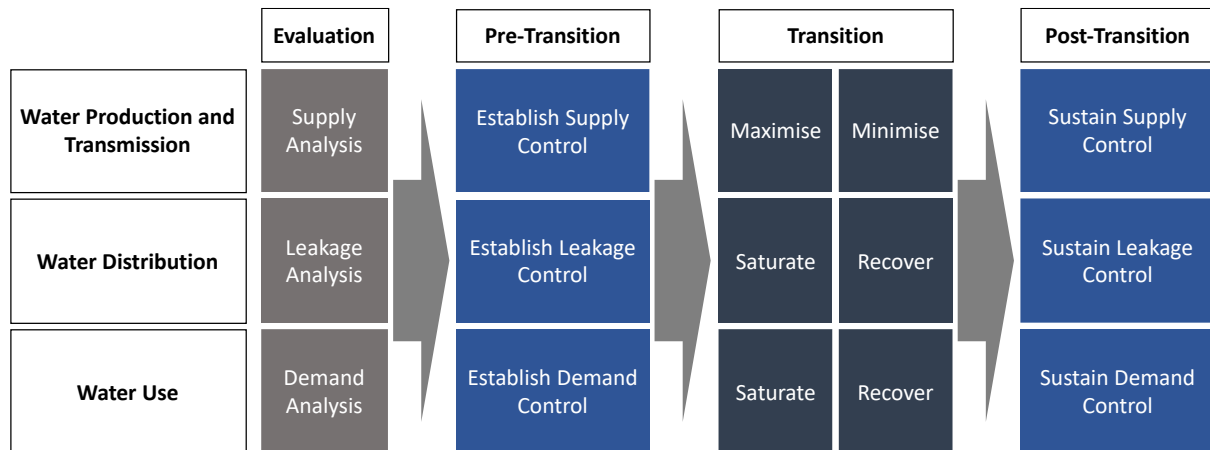 Evaluation
Pre-Transition
Transition
Post-Transition
Water Production and
Transmission
Supply
Analysis
Establish Supply
Control
Maximise
Minimise
Sustain Supply
Control
Water Distribution
Leakage
Analysis
Establish Leakage
Control
Saturate
Recover
Sustain Leakage
Control
Water Use
Demand
Analysis
Establish Demand
Control
Saturate
Recover
Sustain Demand
Control